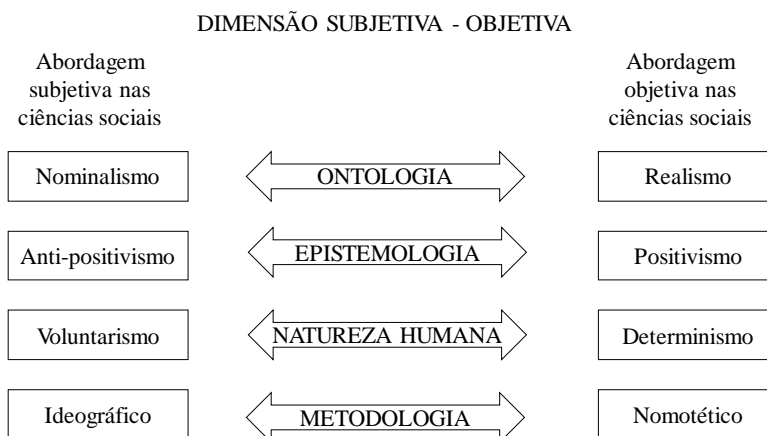 DIMENSÃO SUBJETIVA - OBJETIVA
Abordagem
subjetiva nas
ciências sociais
Abordagem
objetiva nas
ciências sociais
Nominalismo
ONTOLOGIA
Realismo
Anti-positivismo
EPISTEMOLOGIA
Positivismo
Voluntarismo
NATUREZA HUMANA
Determinismo
Ideográfico
METODOLOGIA
Nomotético